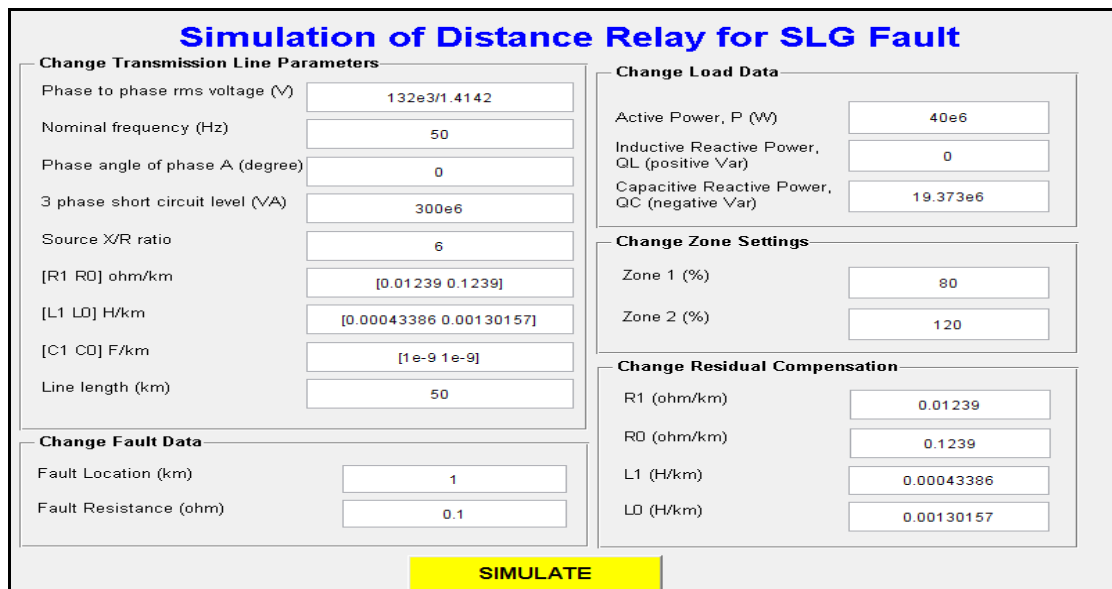 Simulation of Distance Relay for SLG Fault
Change Transmission Line Parameters
Phase to phase rms voltage (V)
132e3/1.4142
Nominal frequency (Hz)
50
Phase angle of phase A (degree)
0
3 phase short circuit level (VA)
300e6
Source X/R ratio
6
[R1 R0] ohm/km
[0.01239 0.1239]
[L1 L0] H/km
[0.00043386 0.00130157]
[C1 C0] F/km
[1e-9 1e-9]
Line length (km)
50
Change Fault Data
Fault Location (km)
1
Fault Resistance (ohm)
0.1
Change Load Data
Active Power, P (W)
40e6
Inductive Reactive Power,
QL (positive Var)
0
Capacitive Reactive Power,
QC (negative Var)
19.373e6
Change Zone Settings
Zone 1 (%)
80
Zone 2 (%)
120
Change Residual Compensation
R1 (ohm/km)
0.01239
R0 (ohm/km)
0.1239
L1 (H/km)
0.00043386
L0 (H/km)
0.00130157
SIMULATE